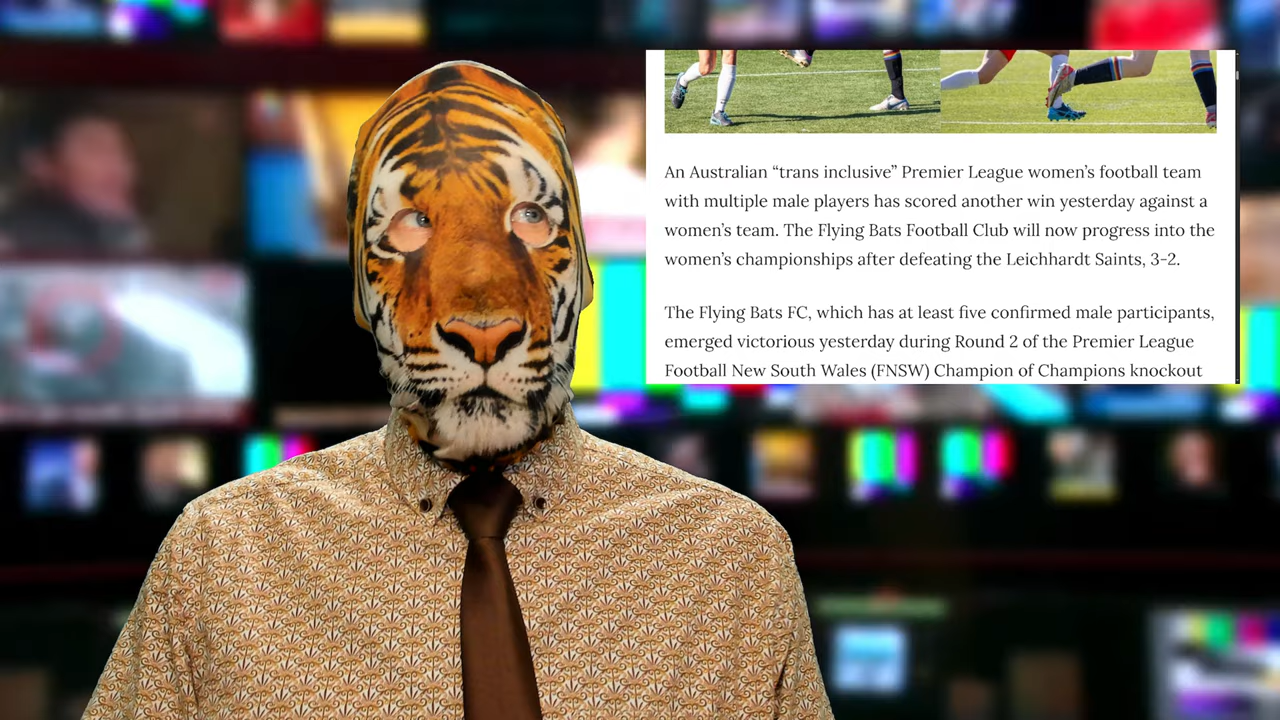 An Australian “trans inclusive” Premier League women’s football team
with multiple male players has scored another win yesterday against a
women’s team. The Flying Bats Football Club will now progress into the
women’s championships after defeating the Leichhardt Saints, 3-2.
The Flying Bats FC, which has at least five confirmed male participants,
emerged victorious yesterday during Round 2 of the Premier League
Football New South Wales (FNSW) Champion of Champions knockout